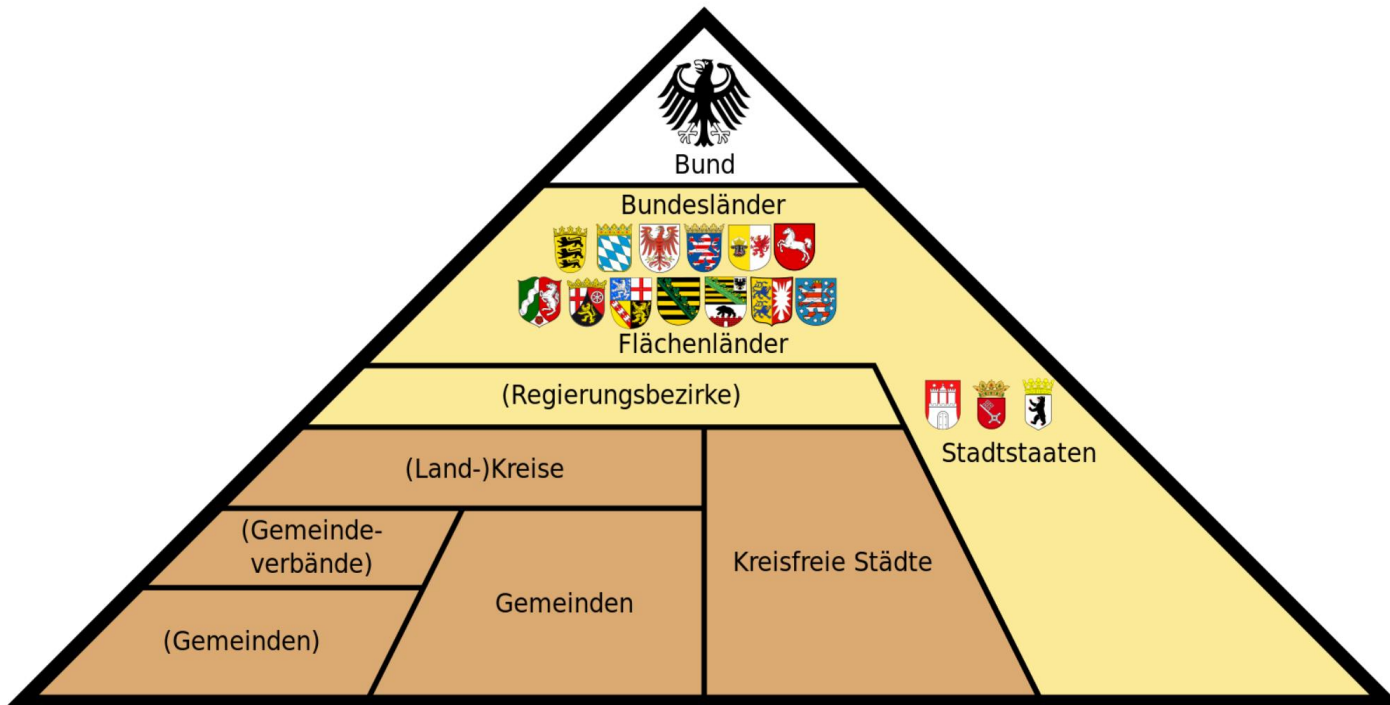 Bund
Bundesländer
Flächenländer
(Regierungsbezirke)
Stadtstaaten
(Land-)Kreise
(Gemeinde-
verbände)
Kreisfreie Städte
Gemeinden
(Gemeinden)